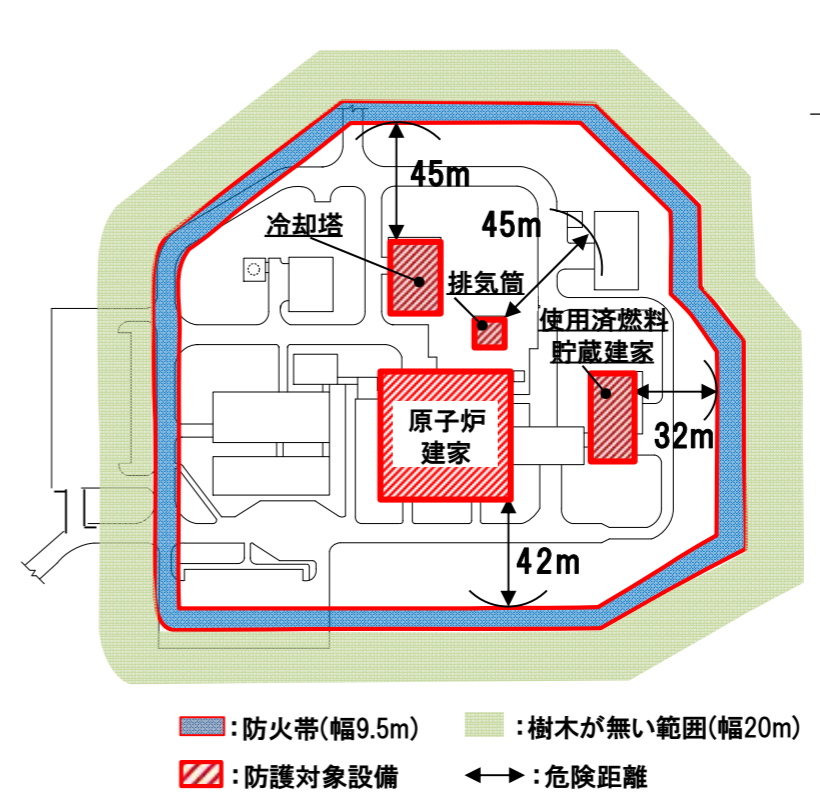 45m
冷却塔
45m
排気筒
使用済燃料
貯蔵建家
原子炉
建家
32m
42m
:防火帯(幅9.5m)
:樹木が無い範囲(幅20m)
:防護対象設備
:危険距離